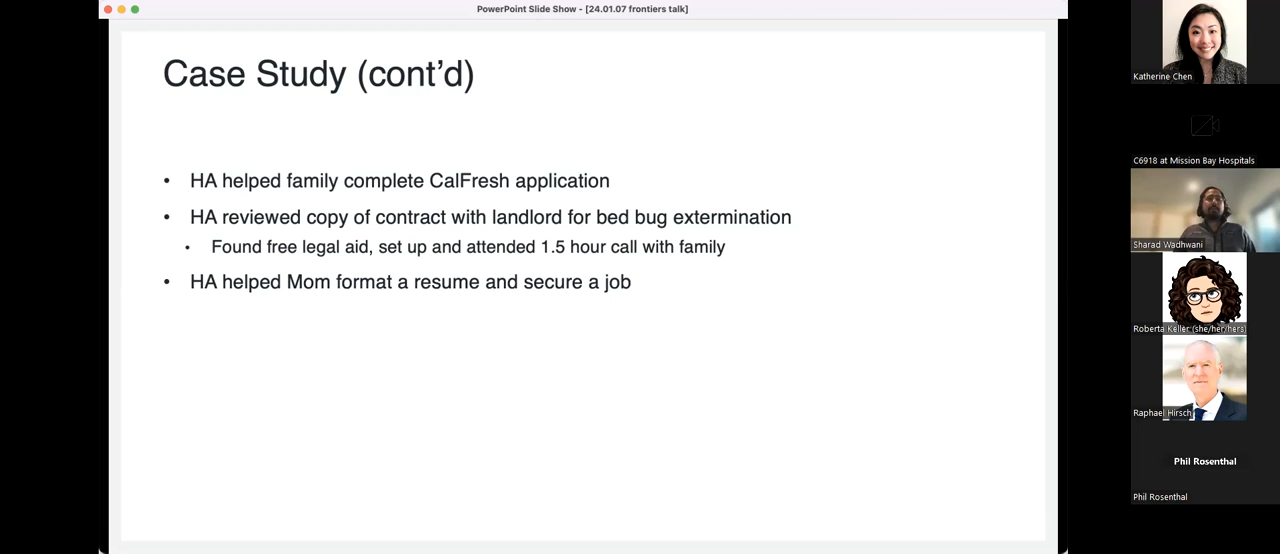 PowerPoint Slide Show - [24.01.07 frontiers talk]
Case Study (cont’d)
• HA helped family complete CalFresh application
• HA reviewed copy of contract with landlord for bed bug extermination
• Found free legal aid, set up and attended 1.5 hour call with family
• HA helped Mom format a resume and secure a job
Katherine Chen
C6918 at Mission Bay Hospitals
Sharad Wadhwani
Roberta Keller (she/her/hers)
Raphael Hirsch
Phil Rosenthal
Phil Rosenthal